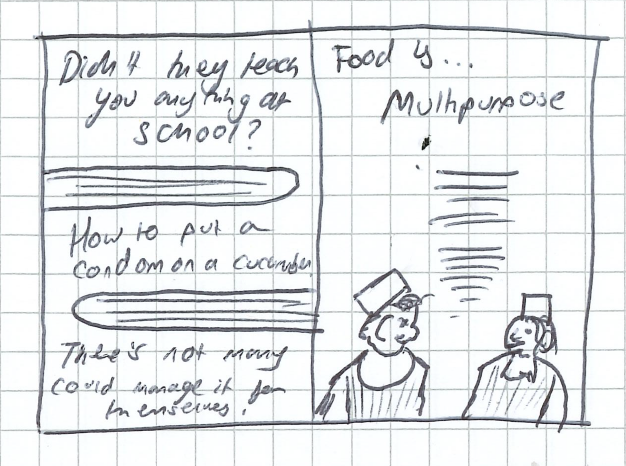 Didn't they teach
you anything at
school?
How to put a
condom on a cucumber
There's not many
could manage it for
themselves.
Food is...
Multipurpose